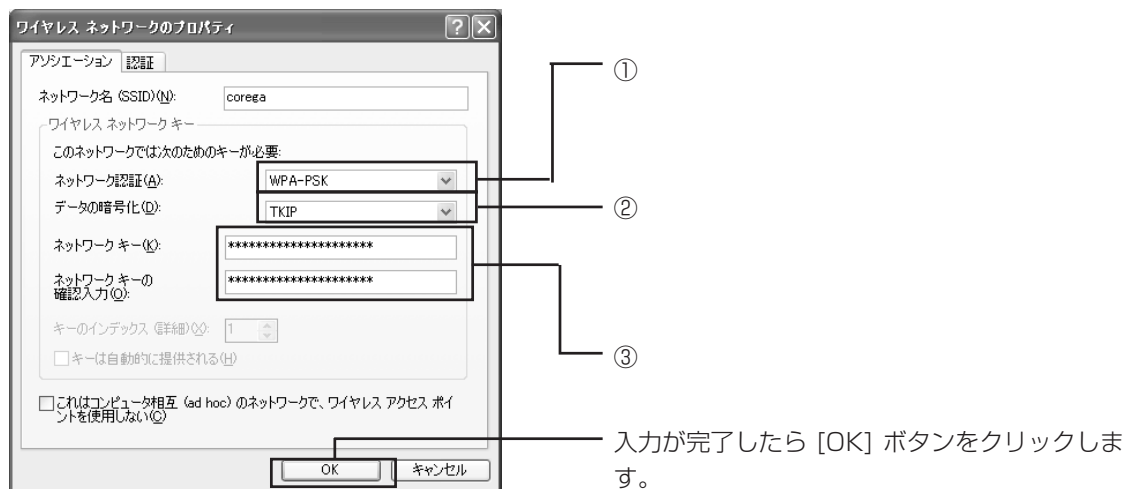 ワイヤレス ネットワークのプロパティ
アソシエーション 認証
①
ネットワーク名 (SSID)(N): corega
ワイヤレス ネットワーク キー
このネットワークでは次のためのキーが必要:
ネットワーク認証(A): WPA-PSK
データの暗号化(D): TKIP
②
ネットワーク キー(K): *********************
ネットワーク キーの
確認入力(O): *********************
キーのインデックス (詳細)(X): 1
キーは自動的に提供される(H)
③
これはコンピュータ相互 (ad hoc) のネットワークで、ワイヤレス アクセス ポイ
ントを使用しない(C)
入力が完了したら [OK] ボタンをクリックしま
す。
OK キャンセル